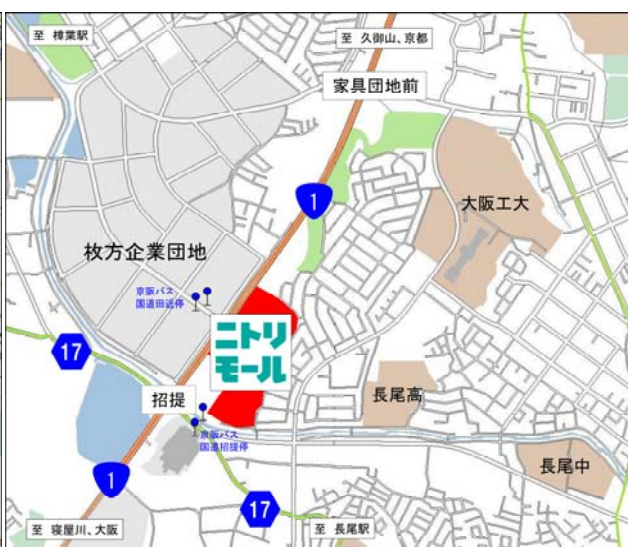 至 樟葉駅
至 久御山、京都
家具団地前
1
大阪工大
枚方企業団地
京阪バス
国道田近停
ニトリ
モール
17
招提
長尾高
京阪バス
国道招提停
長尾中
1
17
至 寝屋川、大阪
至 長尾駅